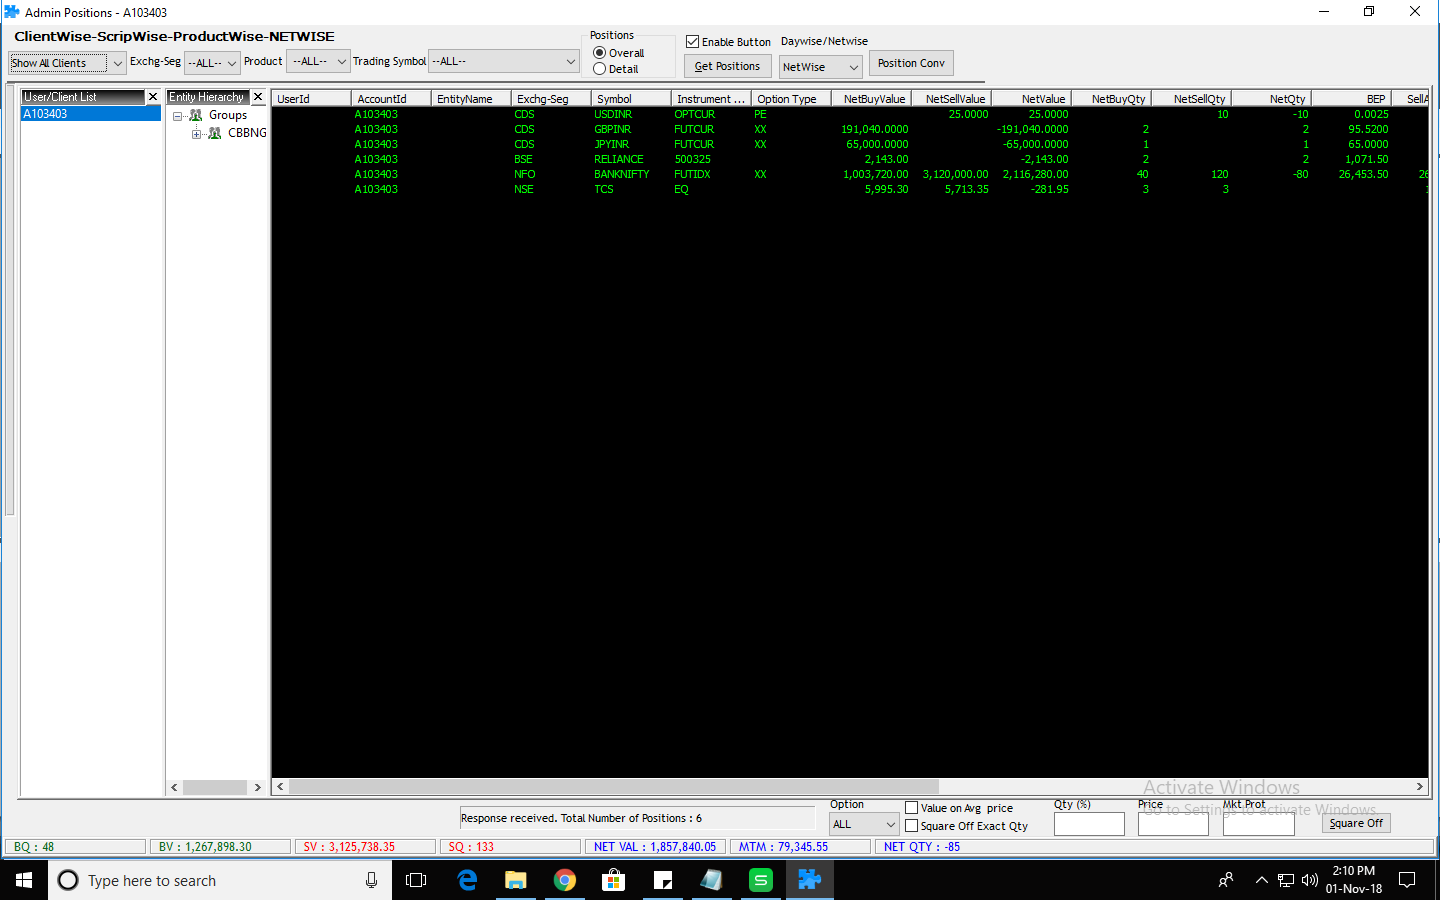 Admin Positions - A103403
ClientWise-ScripWise-ProductWise-NETWISE
Show All Clients Exchg-Seg --ALL-- Product --ALL-- Trading Symbol --ALL--
Positions
Overall
Detail
Enable Button Daywise/Netwise
Get Positions NetWise Position Conv
User/Client List
A103403
Entity Hierarchy
Groups
CBBNG
UserId AccountId EntityName Exchg-Seg Symbol Instrument ... Option Type NetBuyValue NetSellValue NetValue NetBuyQty NetSellQty NetQty BEP SellA
A103403 CDS USDINR OPTCUR PE 25.0000 25.0000 10 -10 0.0025
A103403 CDS GBPINR FUTCUR XX 191,040.0000 -191,040.0000 2 2 95.5200
A103403 CDS JPYINR FUTCUR XX 65,000.0000 -65,000.0000 1 1 65.0000
A103403 BSE RELIANCE 500325 2,143.00 -2,143.00 2 2 1,071.50
A103403 NFO BANKNIFTY FUTIDX XX 1,003,720.00 3,120,000.00 2,116,280.00 40 120 -80 26,453.50 26
A103403 NSE TCS EQ 5,995.30 5,713.35 -281.95 3 3
Activate Windows
Go to Settings to activate Windows.
Response received. Total Number of Positions : 6
Option
ALL
Value on Avg price
Square Off Exact Qty
Qty (%) Price Mkt Prot
Square Off
BQ : 48 BV : 1,267,898.30 SV : 3,125,738.35 SQ : 133 NET VAL : 1,857,840.05 MTM : 79,345.55 NET QTY : -85
Type here to search
2:10 PM
01-Nov-18